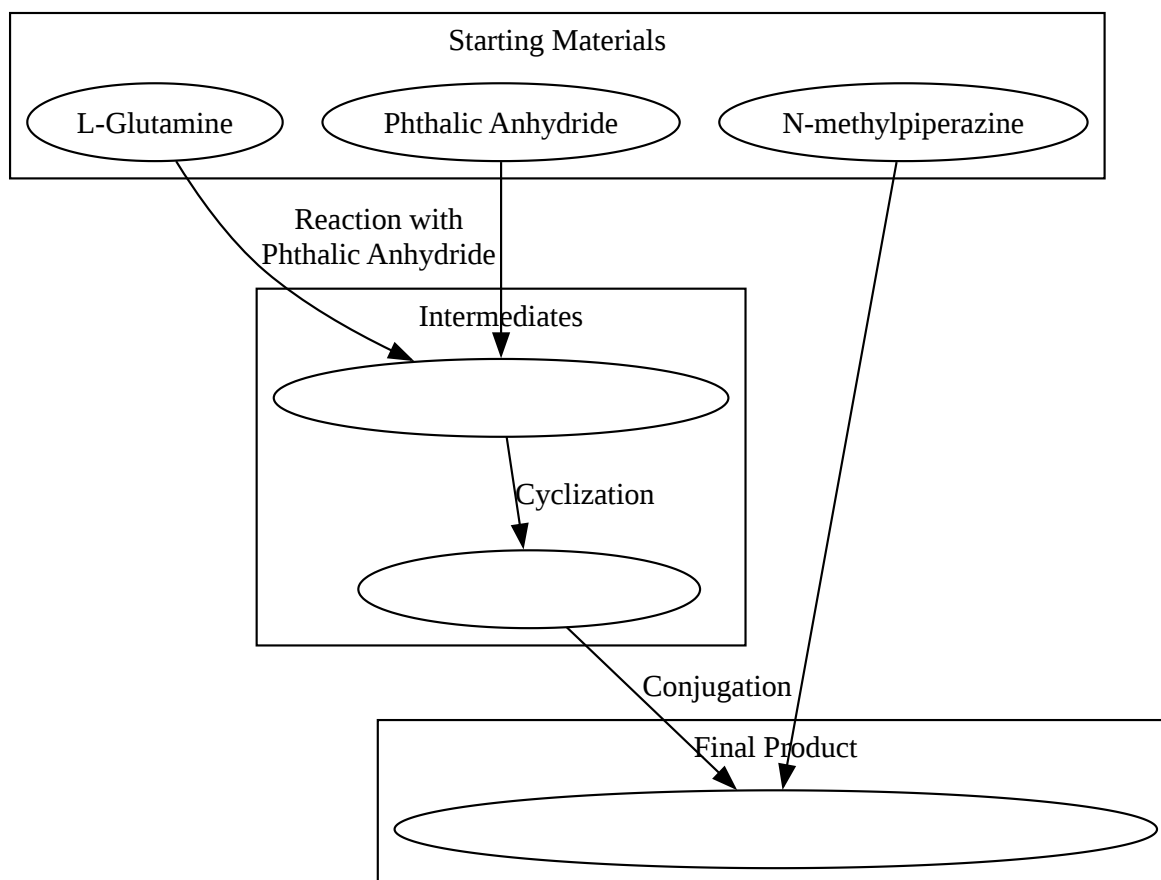 Starting Materials
L-Glutamine
Phthalic Anhydride
N-methylpiperazine
Reaction with
Phthalic Anhydride
Intermediates
Cyclization
Conjugation
Final Product